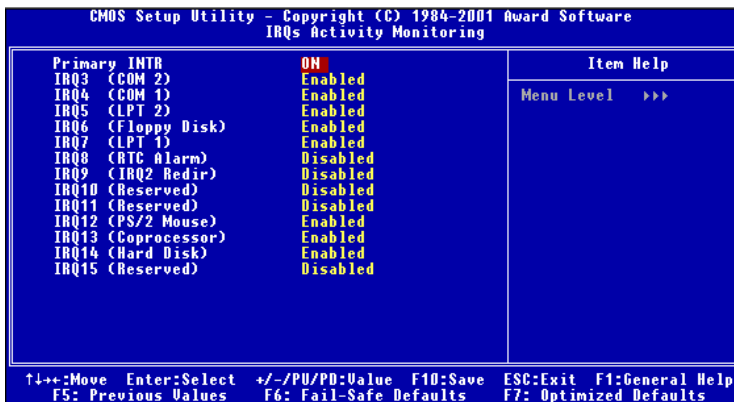 CMOS Setup Utility - Copyright (C) 1984-2001 Award Software
IRQs Activity Monitoring
Primary INTR ON
Item Help
IRQ3 (COM 2) Enabled
IRQ4 (COM 1) Enabled
Menu Level ▸▸▸
IRQ5 (LPT 2) Enabled
IRQ6 (Floppy Disk) Enabled
IRQ7 (LPT 1) Enabled
IRQ8 (RTC Alarm) Disabled
IRQ9 (IRQ2 Redir) Disabled
IRQ10 (Reserved) Disabled
IRQ11 (Reserved) Disabled
IRQ12 (PS/2 Mouse) Enabled
IRQ13 (Coprocessor) Enabled
IRQ14 (Hard Disk) Enabled
IRQ15 (Reserved) Disabled
↑↓→←:Move Enter:Select +/-/PU/PD:Value F10:Save ESC:Exit F1:General Help
F5: Previous Values F6: Fail-Safe Defaults F7: Optimized Defaults